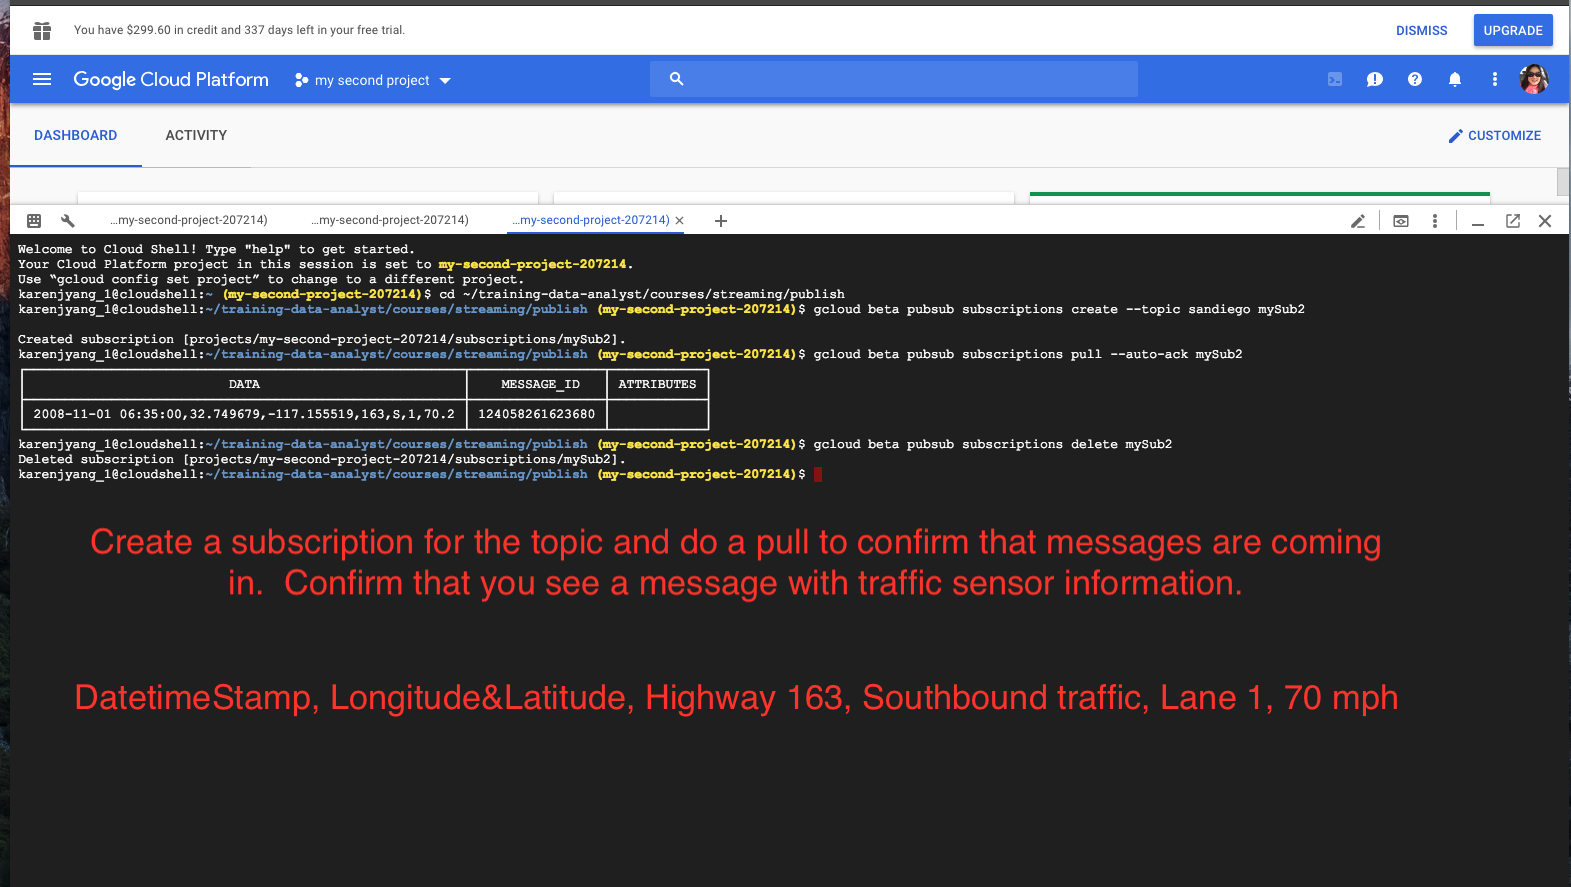 You have $299.60 in credit and 337 days left in your free trial.
DISMISS
UPGRADE
Google Cloud Platform
my second project
DASHBOARD
ACTIVITY
CUSTOMIZE
...my-second-project-207214)
...my-second-project-207214)
...my-second-project-207214)
Welcome to Cloud Shell! Type "help" to get started.
Your Cloud Platform project in this session is set to my-second-project-207214.
Use “gcloud config set project” to change to a different project.
karenjyang_1@cloudshell:~ (my-second-project-207214)$ cd ~/training-data-analyst/courses/streaming/publish
karenjyang_1@cloudshell:~/training-data-analyst/courses/streaming/publish (my-second-project-207214)$ gcloud beta pubsub subscriptions create --topic sandiego mySub2
Created subscription [projects/my-second-project-207214/subscriptions/mySub2].
karenjyang_1@cloudshell:~/training-data-analyst/courses/streaming/publish (my-second-project-207214)$ gcloud beta pubsub subscriptions pull --auto-ack mySub2
DATA MESSAGE_ID ATTRIBUTES
2008-11-01 06:35:00,32.749679,-117.155519,163,S,1,70.2 124058261623680
karenjyang_1@cloudshell:~/training-data-analyst/courses/streaming/publish (my-second-project-207214)$ gcloud beta pubsub subscriptions delete mySub2
Deleted subscription [projects/my-second-project-207214/subscriptions/mySub2].
karenjyang_1@cloudshell:~/training-data-analyst/courses/streaming/publish (my-second-project-207214)$
Create a subscription for the topic and do a pull to confirm that messages are coming
in.  Confirm that you see a message with traffic sensor information.
DatetimeStamp, Longitude&Latitude, Highway 163, Southbound traffic, Lane 1, 70 mph